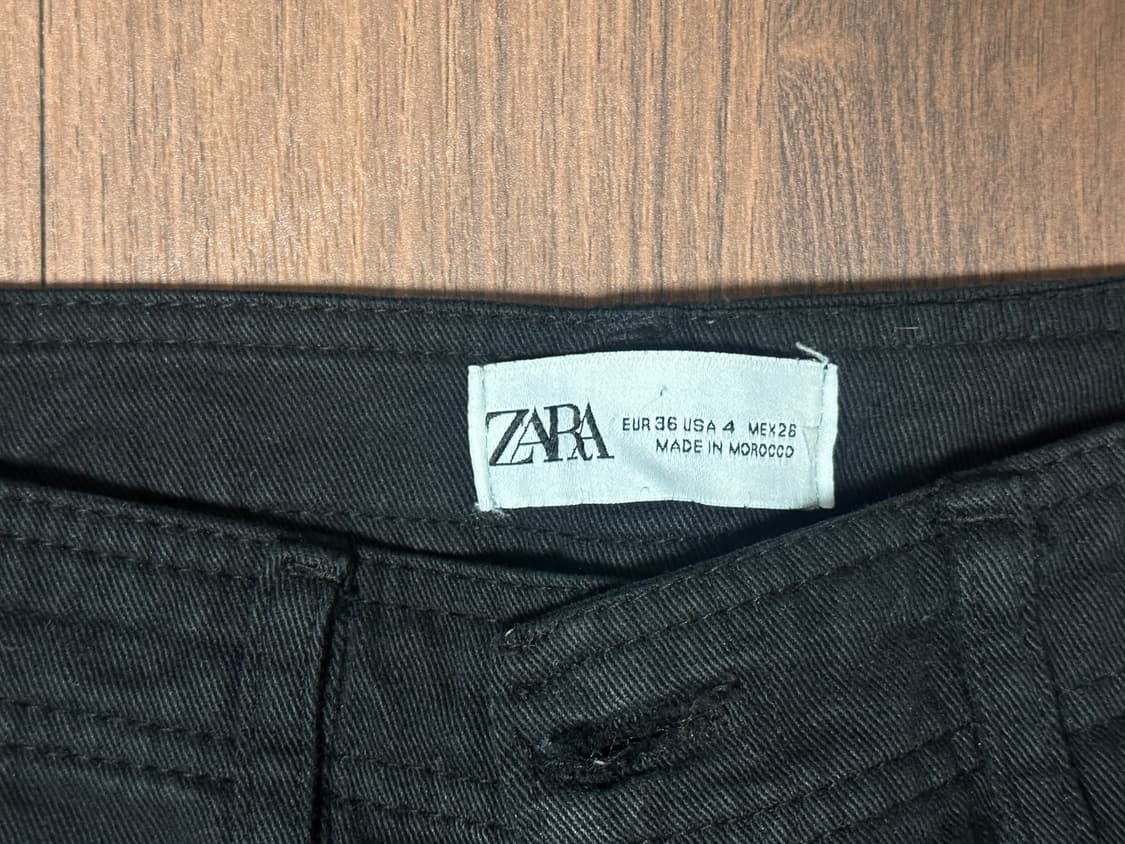 ZARA
EUR 36 USA 4 MEX 26
MADE IN MOROCCO